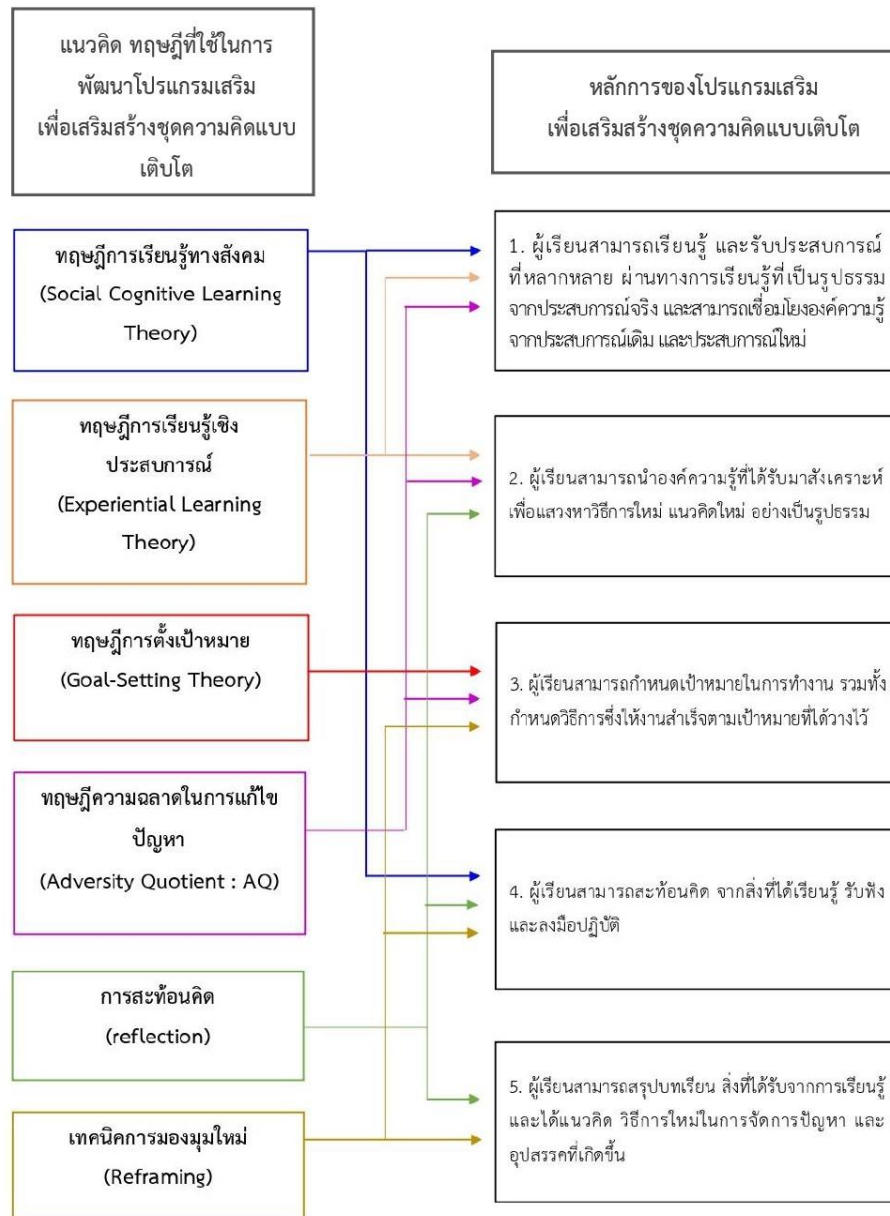 แนวคิด ทฤษฎีที่ใช้ในการ
พัฒนาโปรแกรมเสริม
เพื่อเสริมสร้างชุดความคิดแบบ
เติบโต
หลักการของโปรแกรมเสริม
เพื่อเสริมสร้างชุดความคิดแบบเติบโต
ทฤษฎีการเรียนรู้ทางสังคม
(Social Cognitive Learning
Theory)
1. ผู้เรียนสามารถเรียนรู้ และรับประสบการณ์
ที่หลากหลาย ผ่านทางการเรียนรู้ที่เป็นรูปธรรม
จากประสบการณ์จริง และสามารถเชื่อมโยงองค์ความรู้
จากประสบการณ์เดิม และประสบการณ์ใหม่
ทฤษฎีการเรียนรู้เชิง
ประสบการณ์
(Experiential Learning
Theory)
2. ผู้เรียนสามารถนำองค์ความรู้ที่ได้รับมาสังเคราะห์
เพื่อแสวงหาวิธีการใหม่ แนวคิดใหม่ อย่างเป็นรูปธรรม
ทฤษฎีการตั้งเป้าหมาย
(Goal-Setting Theory)
3. ผู้เรียนสามารถกำหนดเป้าหมายในการทำงาน รวมทั้ง
กำหนดวิธีการซึ่งให้งานสำเร็จตามเป้าหมายที่ได้วางไว้
ทฤษฎีความฉลาดในการแก้ไข
ปัญหา
(Adversity Quotient : AQ)
4. ผู้เรียนสามารถสะท้อนคิด จากสิ่งที่ได้เรียนรู้ รับฟัง
และลงมือปฏิบัติ
การสะท้อนคิด
(reflection)
5. ผู้เรียนสามารถสรุปบทเรียน สิ่งที่ได้รับจากการเรียนรู้
และได้แนวคิด วิธีการใหม่ในการจัดการปัญหา และ
อุปสรรคที่เกิดขึ้น
เทคนิคการมองมุมใหม่
(Reframing)